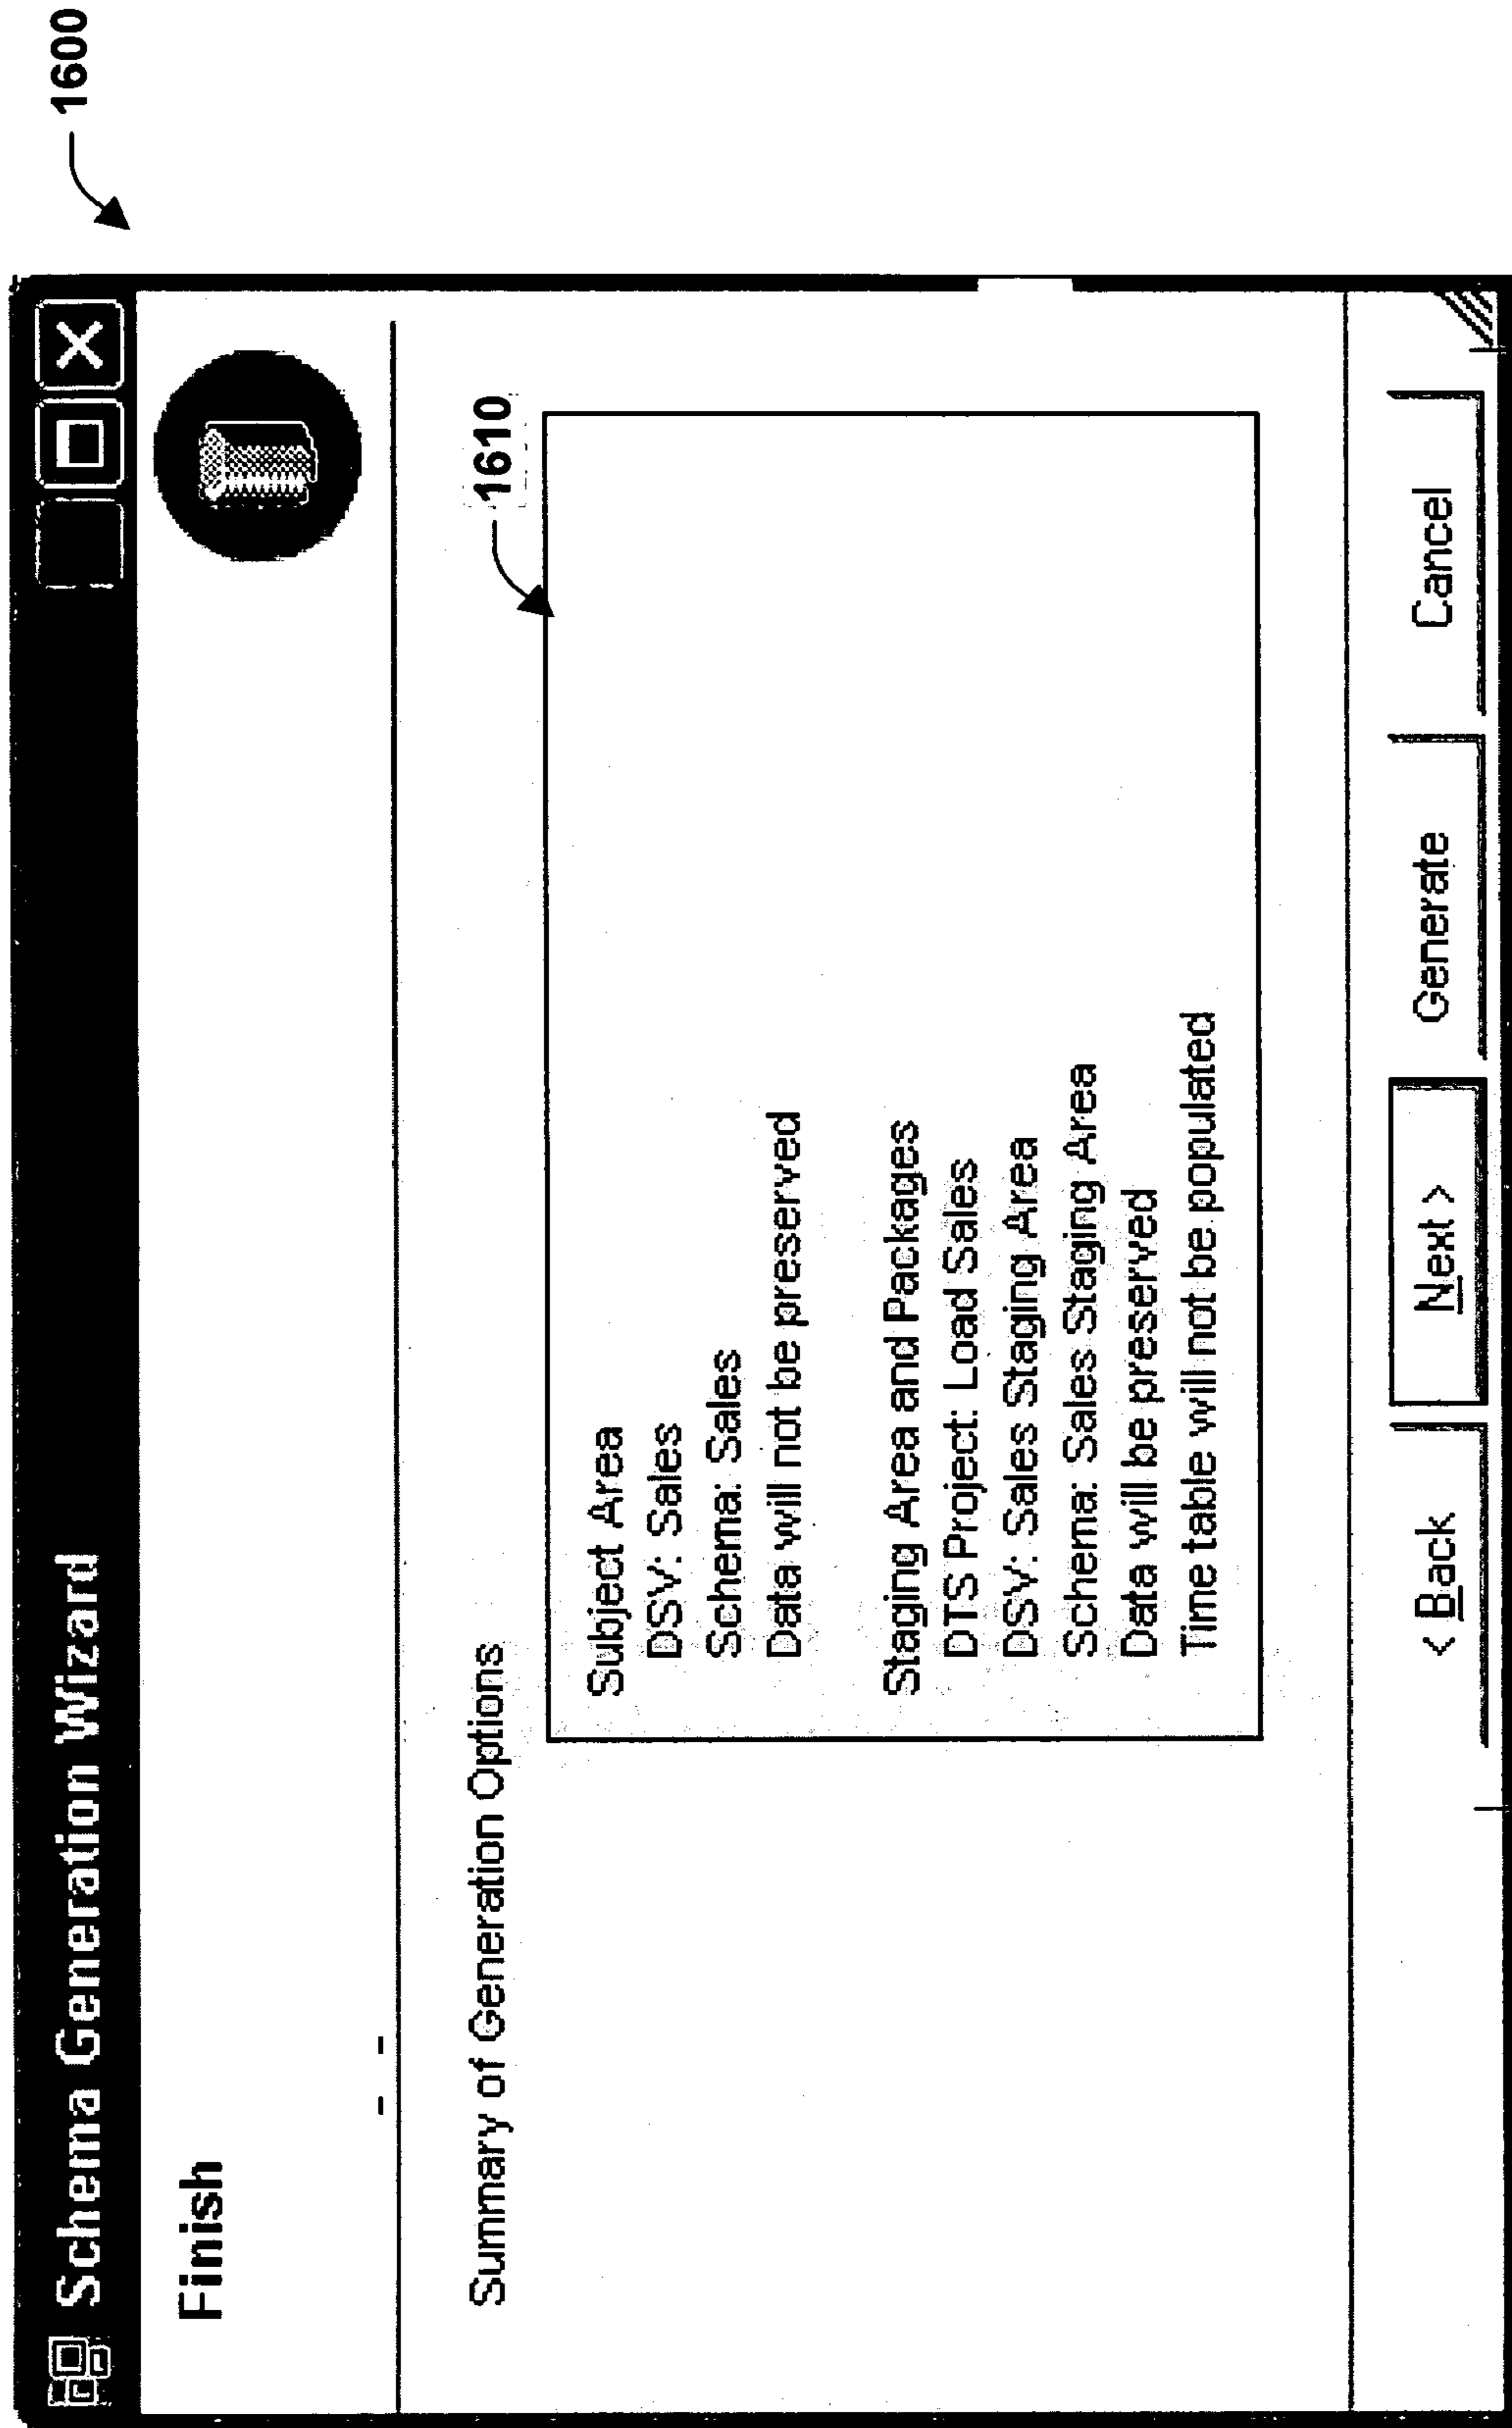 1600
Schema Generation Wizard
Finish
Summary of Generation Options
1610
Subject Area
DSV: Sales
Schema: Sales
Data will not be preserved
Staging Area and Packages
DTS Project: Load Sales
DSV: Sales Staging Area
Schema: Sales Staging Area
Data will be preserved
Time table will not be populated
< Back
Next >
Generate
Cancel